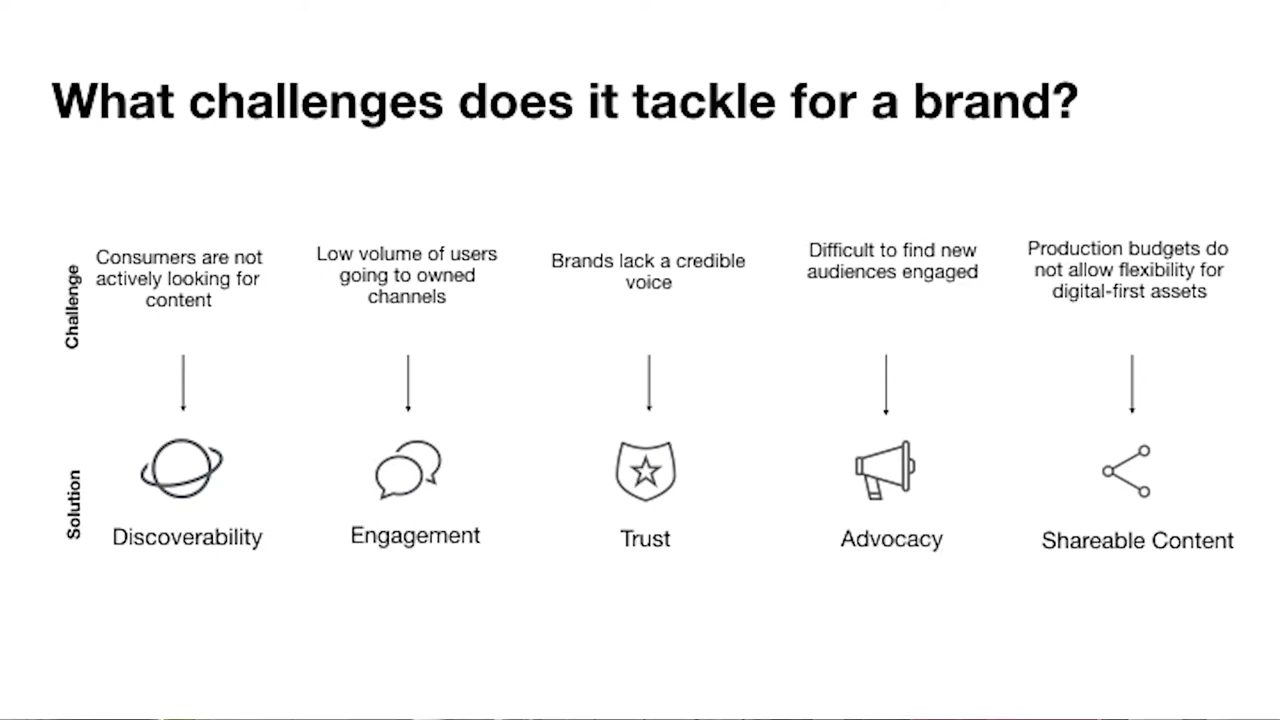 What challenges does it tackle for a brand?
Challenge
Consumers are not
actively looking for
content
Low volume of users
going to owned
channels
Brands lack a credible
voice
Difficult to find new
audiences engaged
Production budgets do
not allow flexibility for
digital-first assets
Solution
Discoverability
Engagement
Trust
Advocacy
Shareable Content